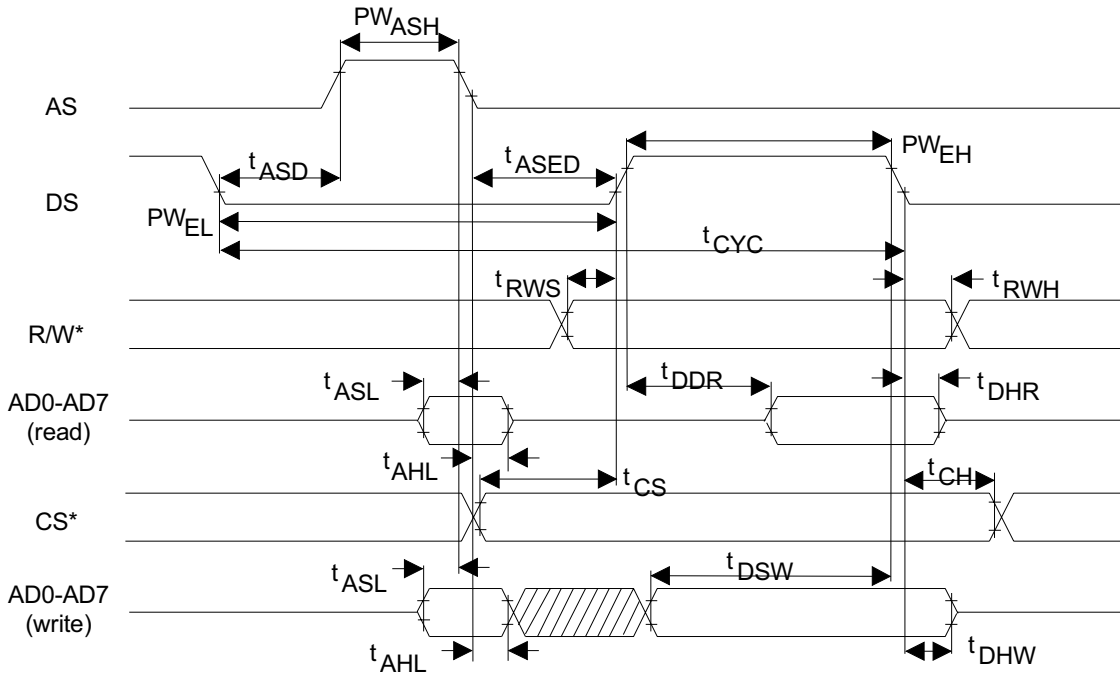 PWASH
AS
tASD
tASED
PWEH
DS
PWEL
tCYC
tRWS
tRWH
R/W*
tASL
tDDR
tDHR
AD0-AD7
(read)
tAHL
tCS
tCH
CS*
tASL
tDSW
AD0-AD7
(write)
tAHL
tDHW